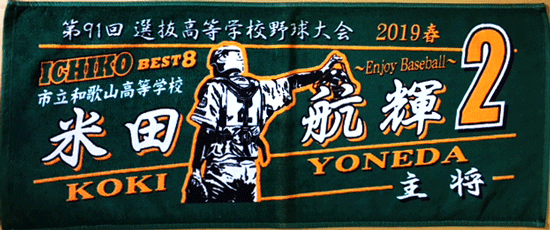 第91回 選抜高等学校野球大会 2019春
ICHIKO BEST8
~Enjoy Baseball~
2
市立和歌山高等学校
米田 航輝
KOKI YONEDA
主将